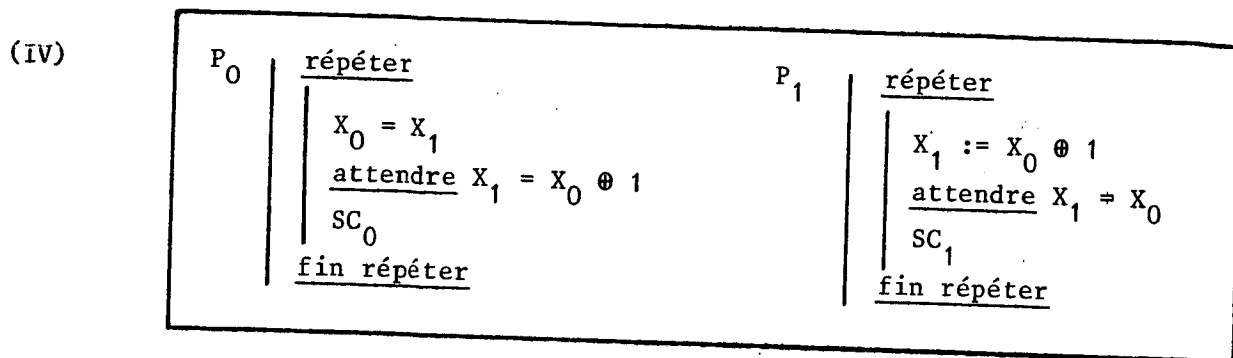 (IV)
P0 répéter
X0 = X1
attendre X1 = X0 ⊕ 1
SC0
fin répéter
P1 répéter
X1 := X0 ⊕ 1
attendre X1 = X0
SC1
fin répéter